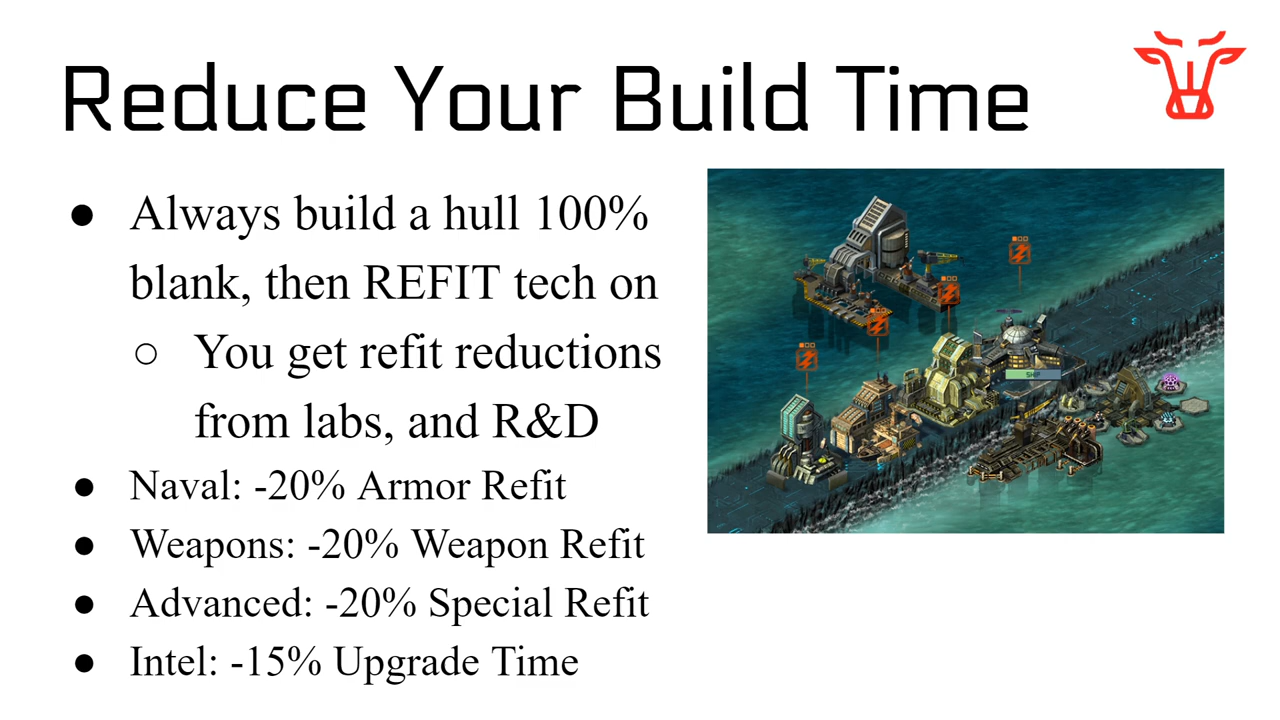 Reduce Your Build Time
● Always build a hull 100%
blank, then REFIT tech on
○ You get refit reductions
from labs, and R&D
● Naval: -20% Armor Refit
● Weapons: -20% Weapon Refit
● Advanced: -20% Special Refit
● Intel: -15% Upgrade Time
SHIP